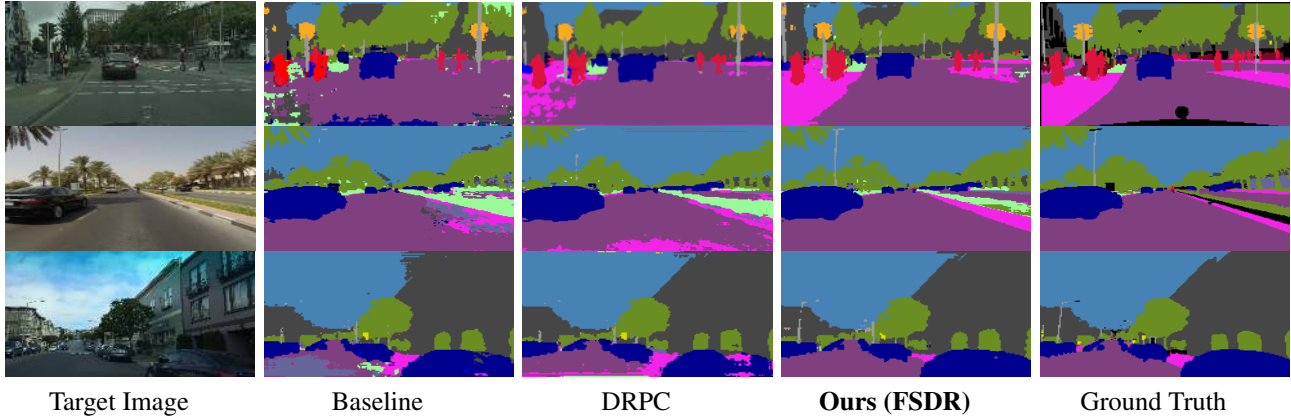 Target Image
Baseline
DRPC
Ours (FSDR)
Ground Truth